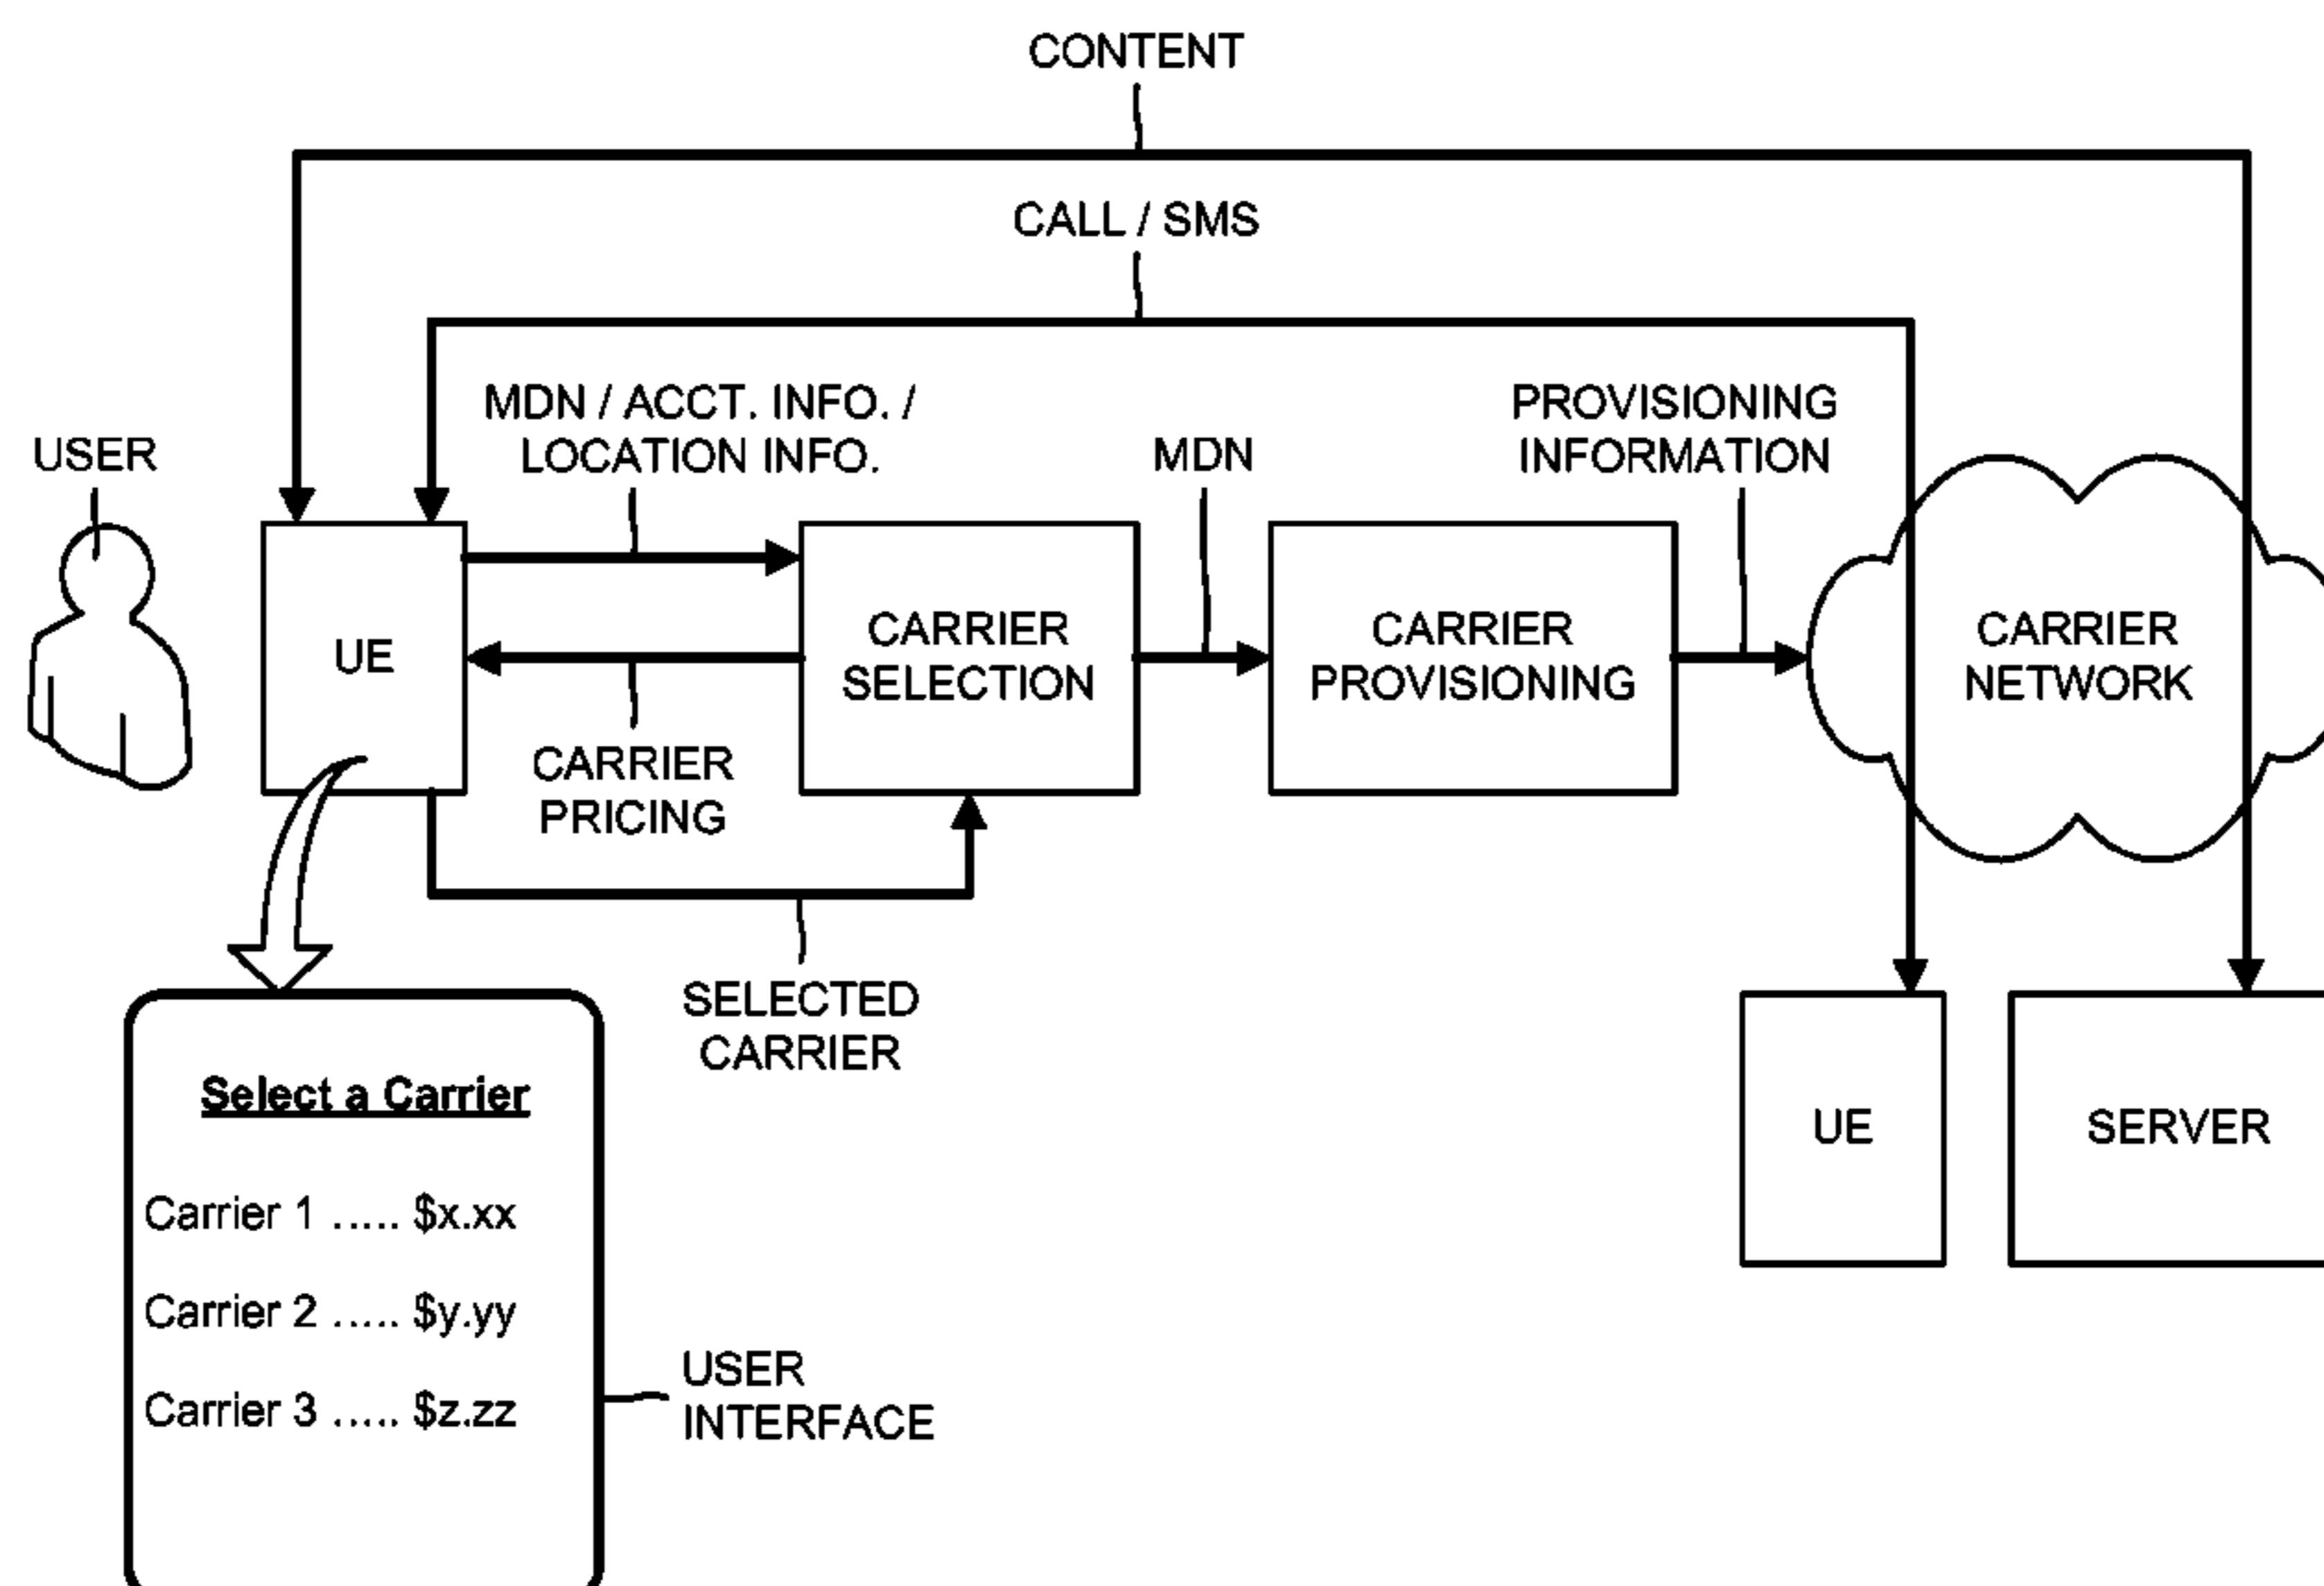 CONTENT
CALL / SMS
MDN / ACCT. INFO. /
LOCATION INFO.
PROVISIONING
INFORMATION
USER
MDN
UE
CARRIER
SELECTION
CARRIER
PROVISIONING
CARRIER
NETWORK
CARRIER
PRICING
SELECTED
CARRIER
Select a Carrier
Carrier 1 ..... $x.xx
Carrier 2 ..... $y.yy
Carrier 3 ..... $z.zz
USER
INTERFACE
UE
SERVER